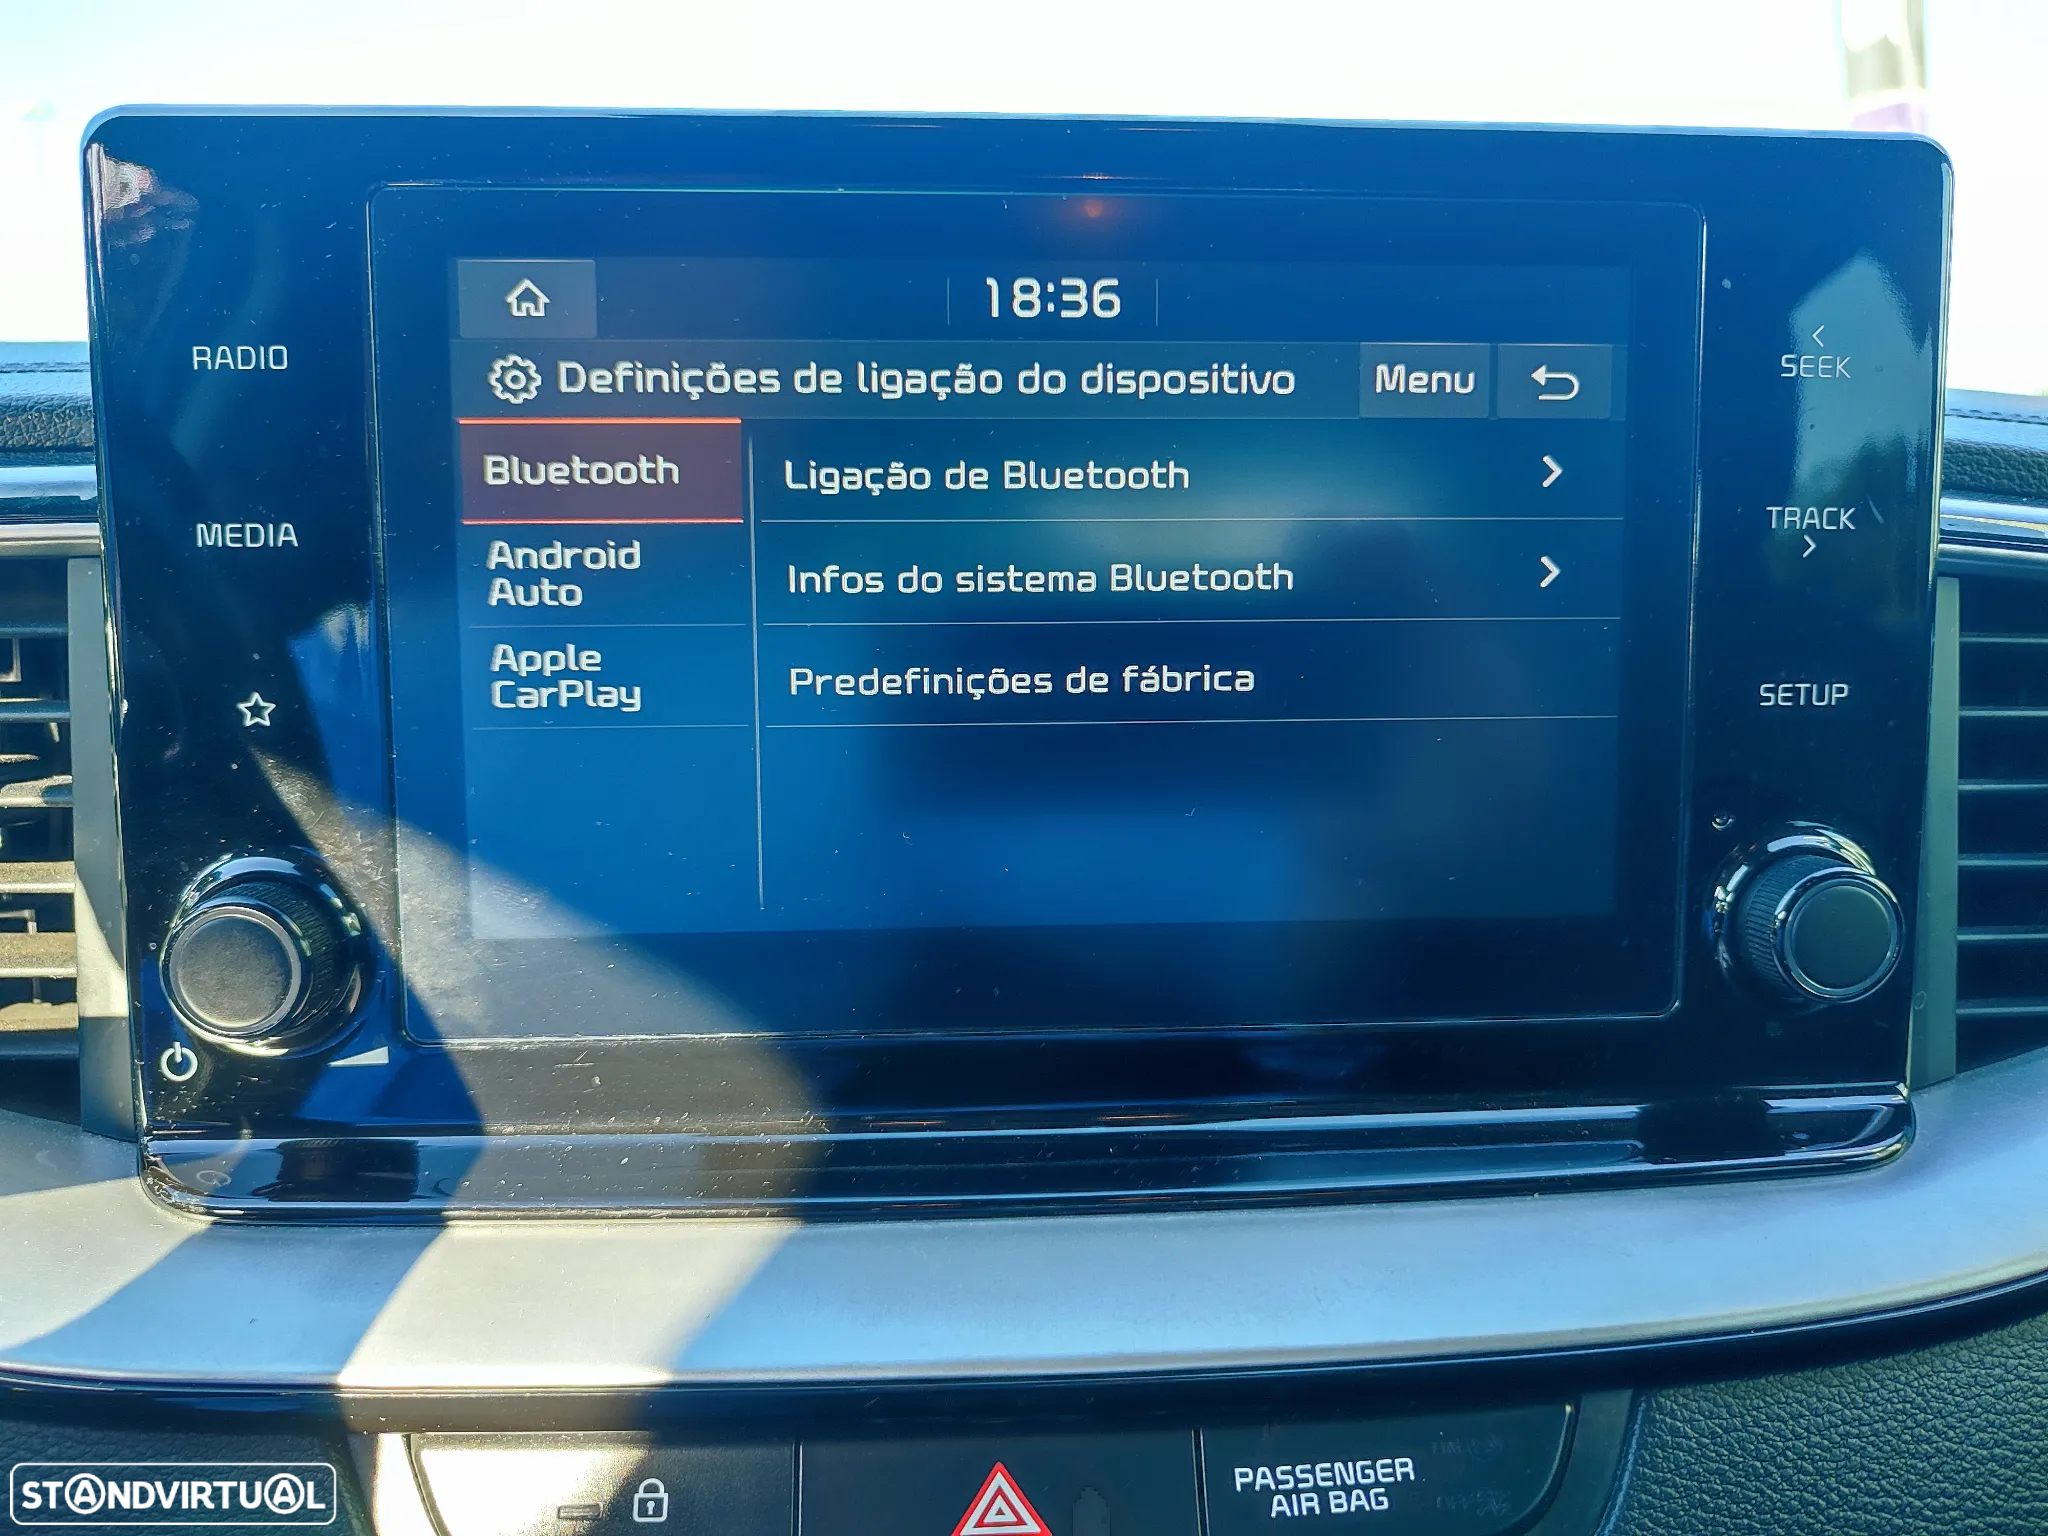 18:36
RADIO
Definições de ligação do dispositivo
Menu
SEEK
Bluetooth
Ligação de Bluetooth
MEDIA
TRACK
Android
Auto
Infos do sistema Bluetooth
Apple
CarPlay
Predefinições de fábrica
SETUP
PASSENGER
AIR BAG
STANDVIRTUAL